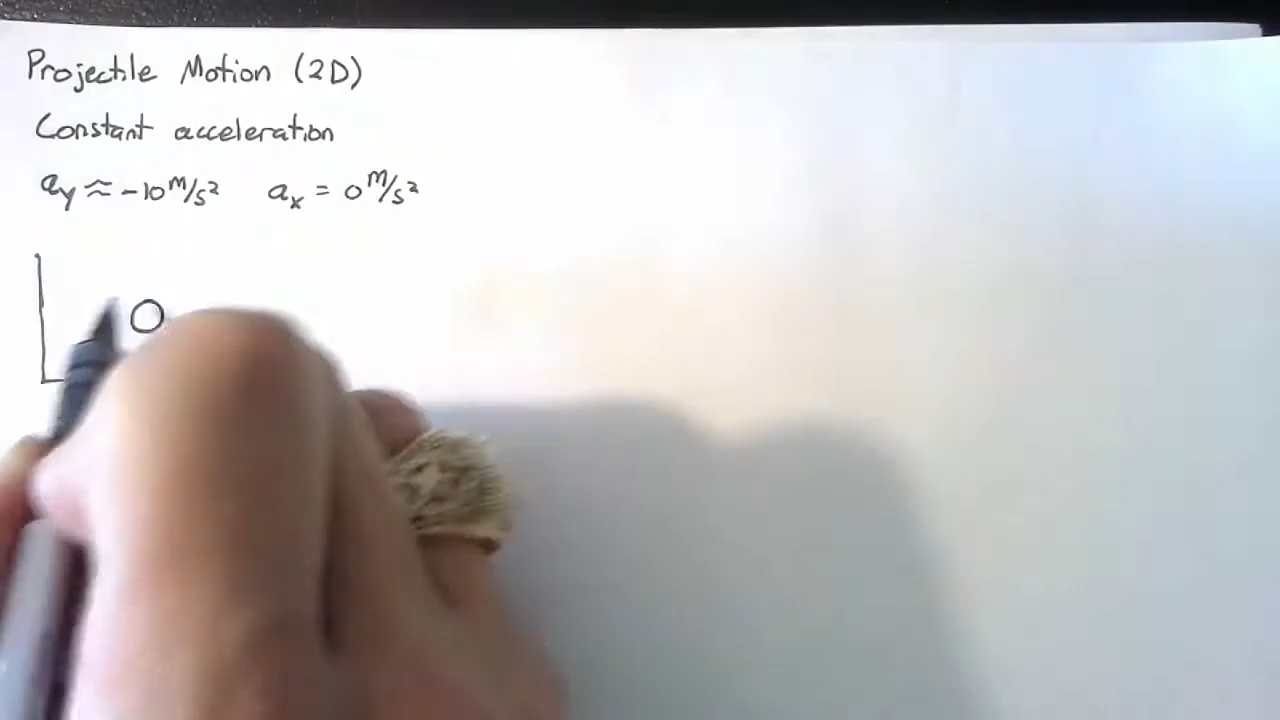 Projectile Motion (2D)
Constant acceleration
a_y ≈ -10 m/s² a_x = 0 m/s²